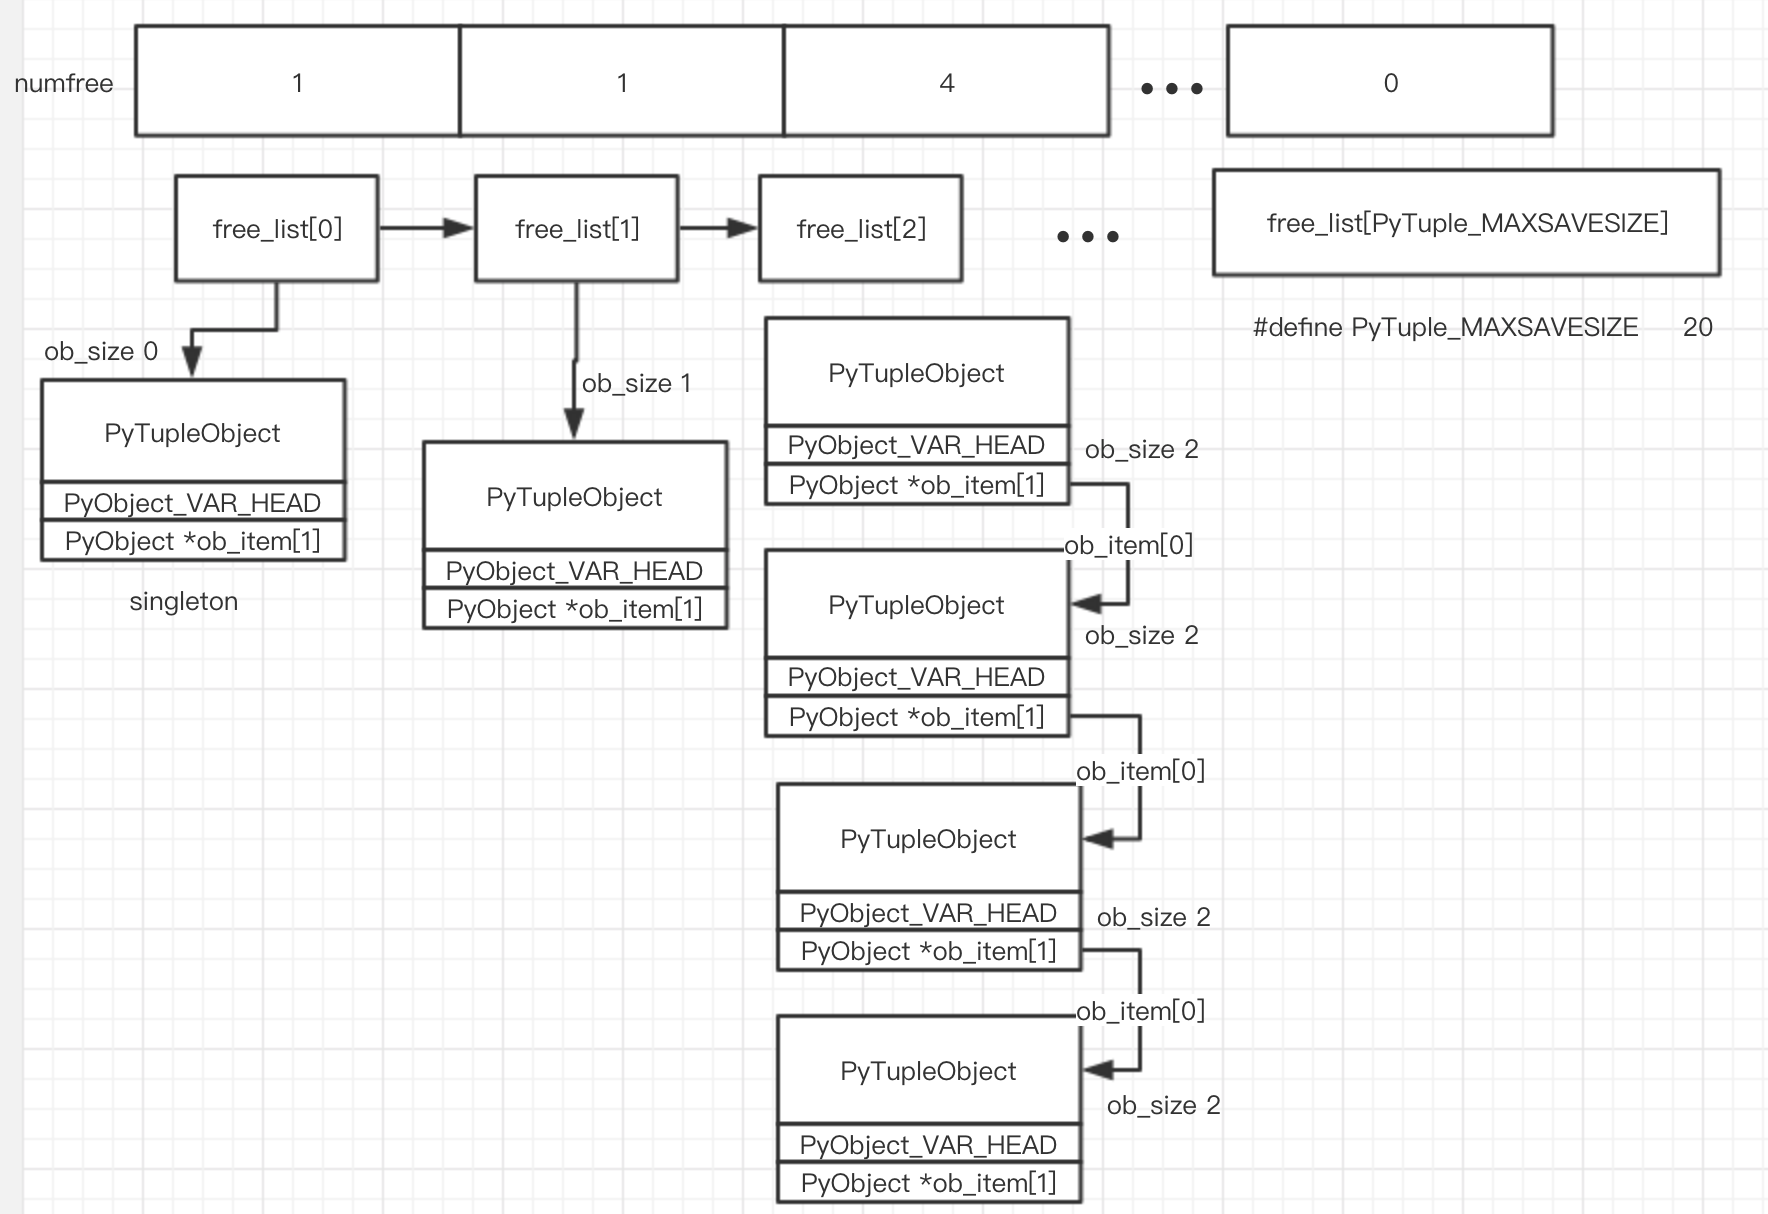 numfree
1
1
4
•••
0
free_list[0]
free_list[1]
free_list[2]
•••
free_list[PyTuple_MAXSAVESIZE]
#define PyTuple_MAXSAVESIZE 20
ob_size 0
PyTupleObject
PyObject_VAR_HEAD
PyObject *ob_item[1]
singleton
ob_size 1
PyTupleObject
PyObject_VAR_HEAD
PyObject *ob_item[1]
PyTupleObject
PyObject_VAR_HEAD
ob_size 2
PyObject *ob_item[1]
ob_item[0]
PyTupleObject
ob_size 2
PyObject_VAR_HEAD
PyObject *ob_item[1]
ob_item[0]
PyTupleObject
PyObject_VAR_HEAD
ob_size 2
PyObject *ob_item[1]
ob_item[0]
PyTupleObject
ob_size 2
PyObject_VAR_HEAD
PyObject *ob_item[1]